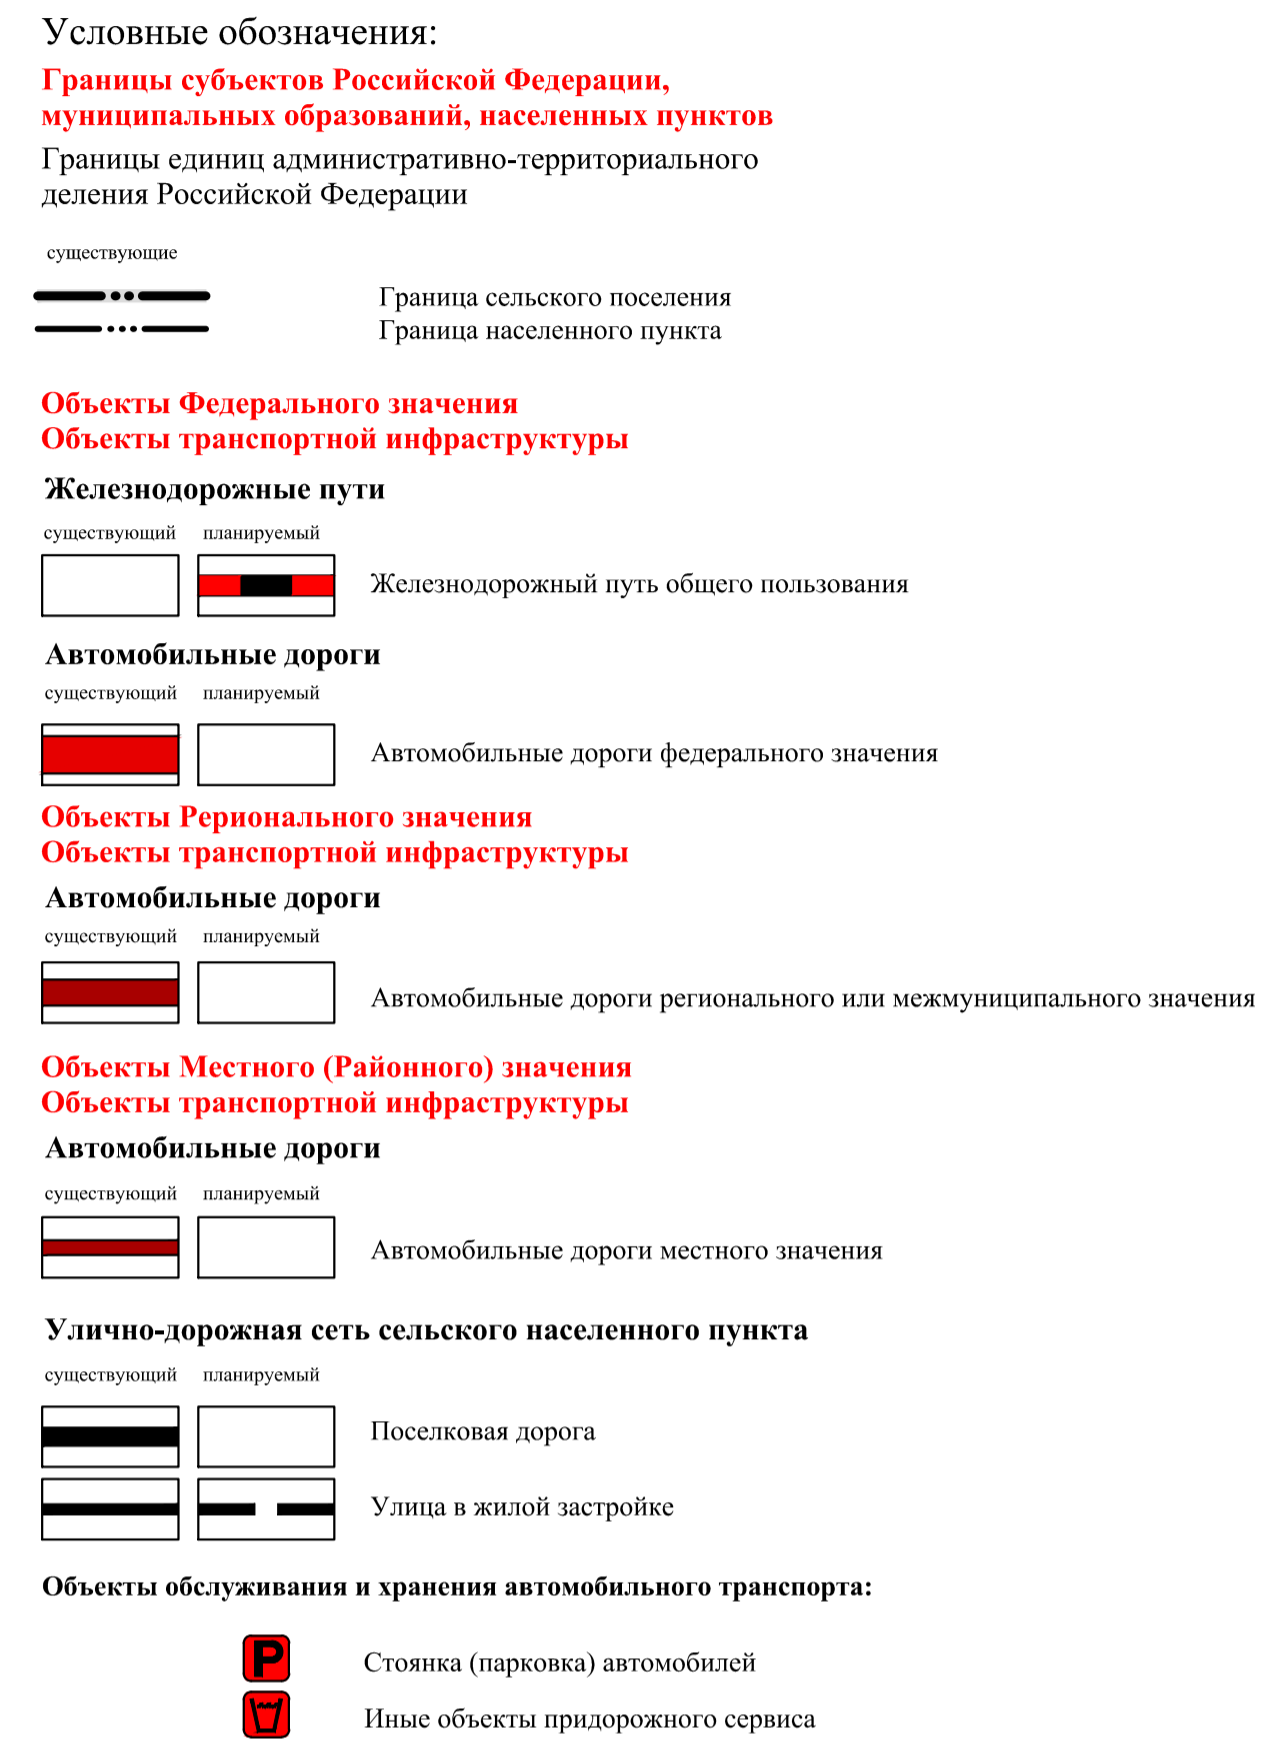 Условные обозначения:
Границы субъектов Российской Федерации,
муниципальных образований, населенных пунктов
Границы единиц административно-территориального
деления Российской Федерации
существующие
Граница сельского поселения
Граница населенного пункта
Объекты Федерального значения
Объекты транспортной инфраструктуры
Железнодорожные пути
существующий планируемый
Железнодорожный путь общего пользования
Автомобильные дороги
существующий планируемый
Автомобильные дороги федерального значения
Объекты Рерионального значения
Объекты транспортной инфраструктуры
Автомобильные дороги
существующий планируемый
Автомобильные дороги регионального или межмуниципального значения
Объекты Местного (Районного) значения
Объекты транспортной инфраструктуры
Автомобильные дороги
существующий планируемый
Автомобильные дороги местного значения
Улично-дорожная сеть сельского населенного пункта
существующий планируемый
Поселковая дорога
Улица в жилой застройке
Объекты обслуживания и хранения автомобильного транспорта:
P Стоянка (парковка) автомобилей
Иные объекты придорожного сервиса